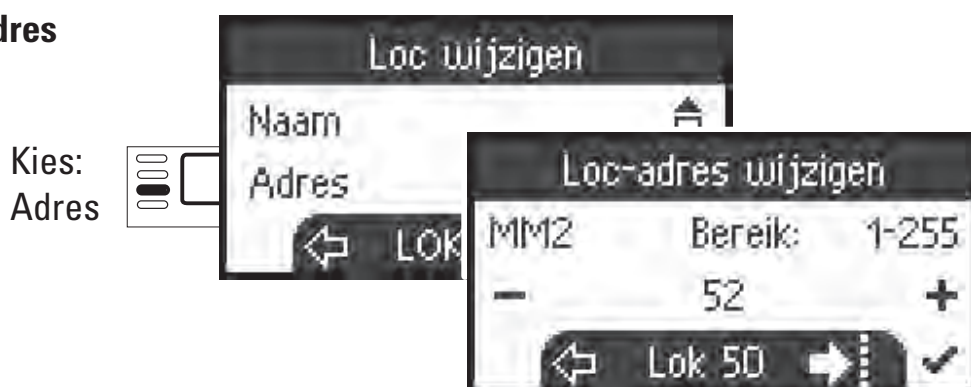 dres
Kies:
Adres
Loc wijzigen
Naam
Adres
LOK
Loc-adres wijzigen
MM2 Bereik: 1-255
− 52 +
Lok 50